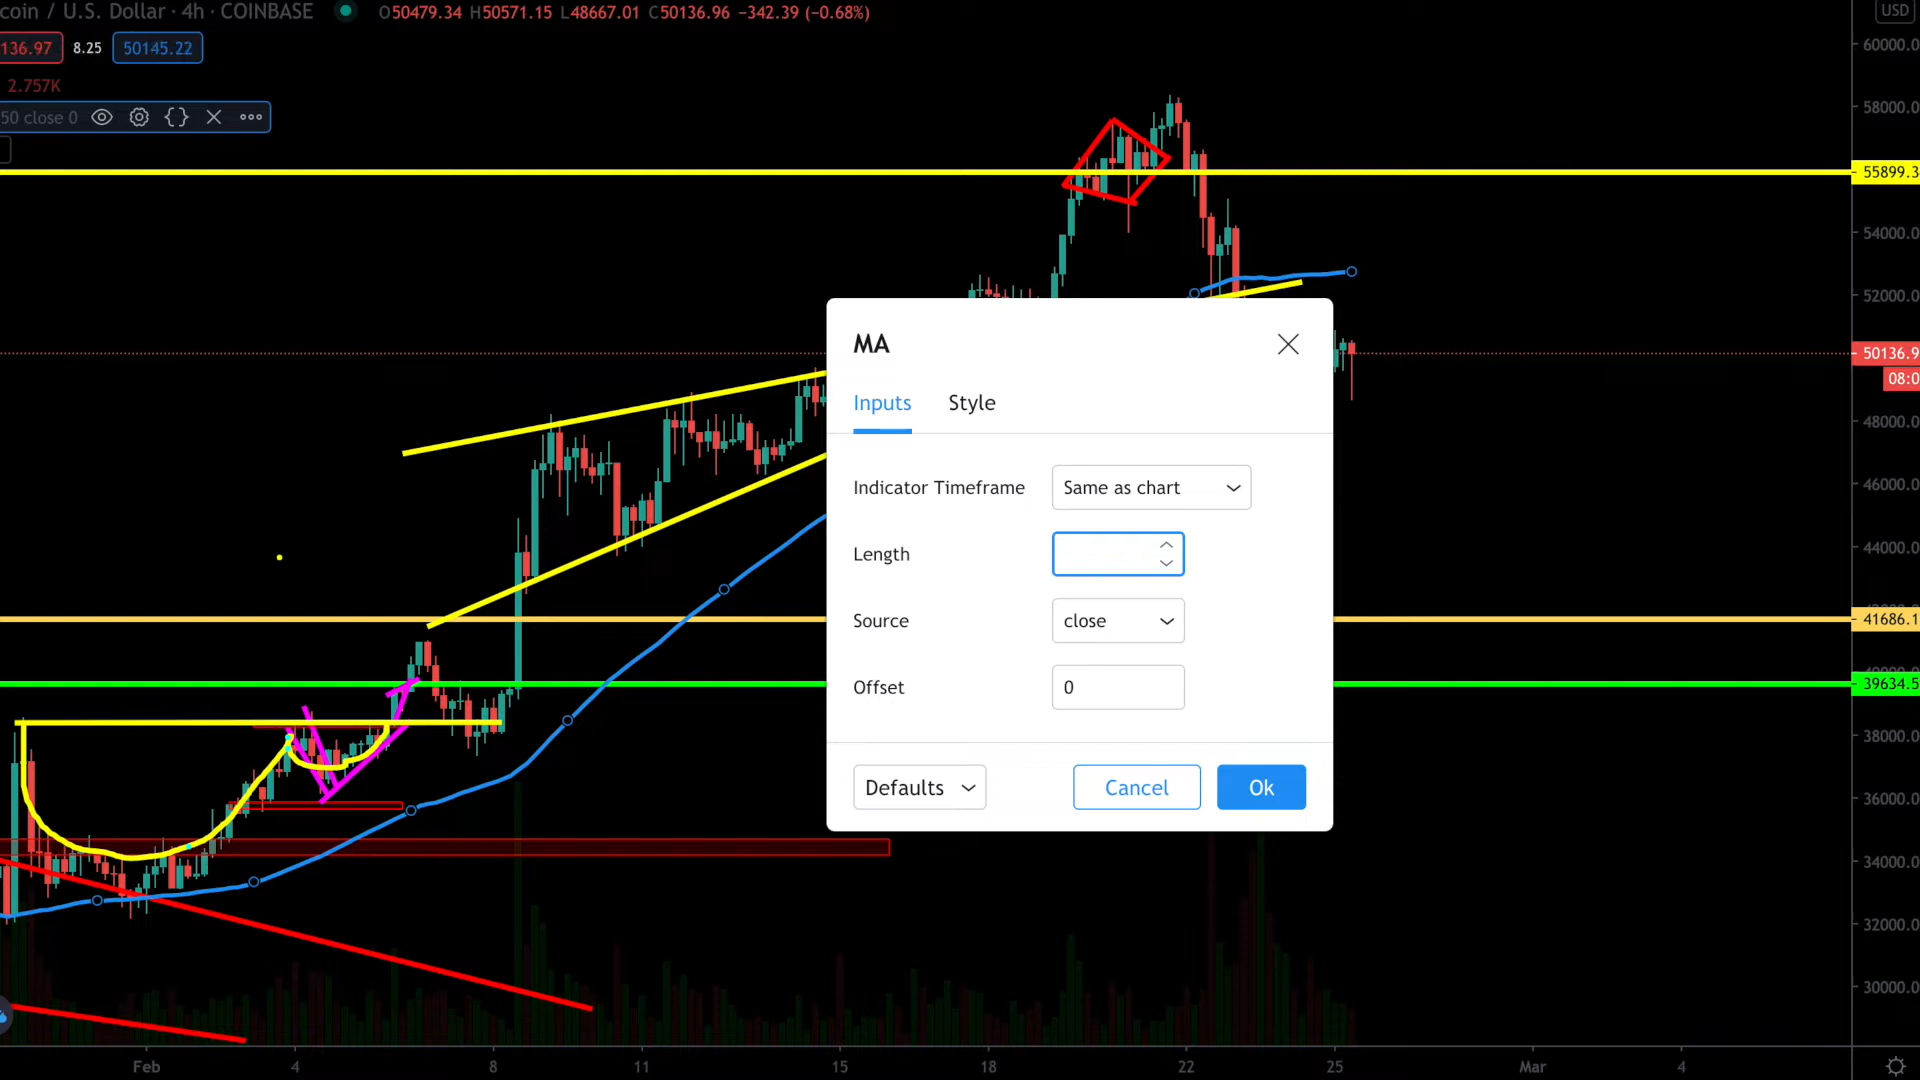 coin / U.S. Dollar · 4h · COINBASE O50479.34 H50571.15 L48667.01 C50136.96 −342.39 (−0.68%)
136.97 8.25 50145.22
2.757K
50 close 0
USD
60000.0
58000.0
55899.3
54000.0
52000.0
50136.9
08:0
48000.0
46000.0
44000.0
41686.1
39634.5
38000.0
36000.0
34000.0
32000.0
30000.0
MA
Inputs Style
Indicator Timeframe Same as chart
Length
Source close
Offset 0
Defaults Cancel Ok
Feb 4 8 11 15 18 22 25 Mar 4